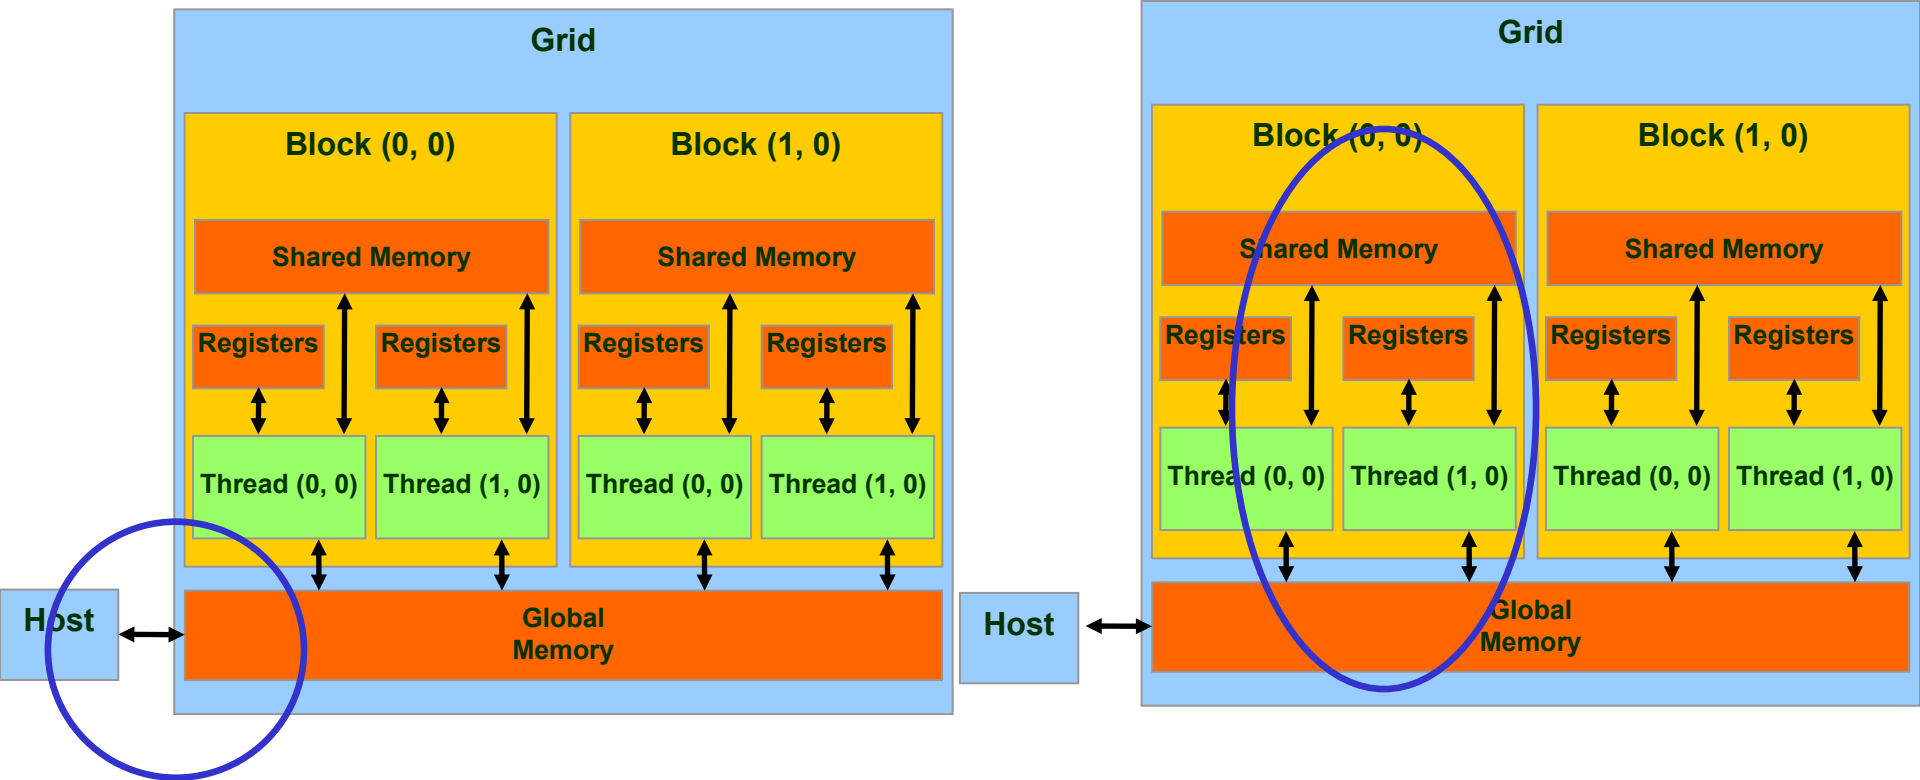 Grid
Block (0, 0)
Block (1, 0)
Shared Memory
Shared Memory
Registers
Registers
Registers
Registers
Thread (0, 0)
Thread (1, 0)
Thread (0, 0)
Thread (1, 0)
Host
Global
Memory
Grid
Block (0, 0)
Block (1, 0)
Shared Memory
Shared Memory
Registers
Registers
Registers
Registers
Thread (0, 0)
Thread (1, 0)
Thread (0, 0)
Thread (1, 0)
Host
Global
Memory